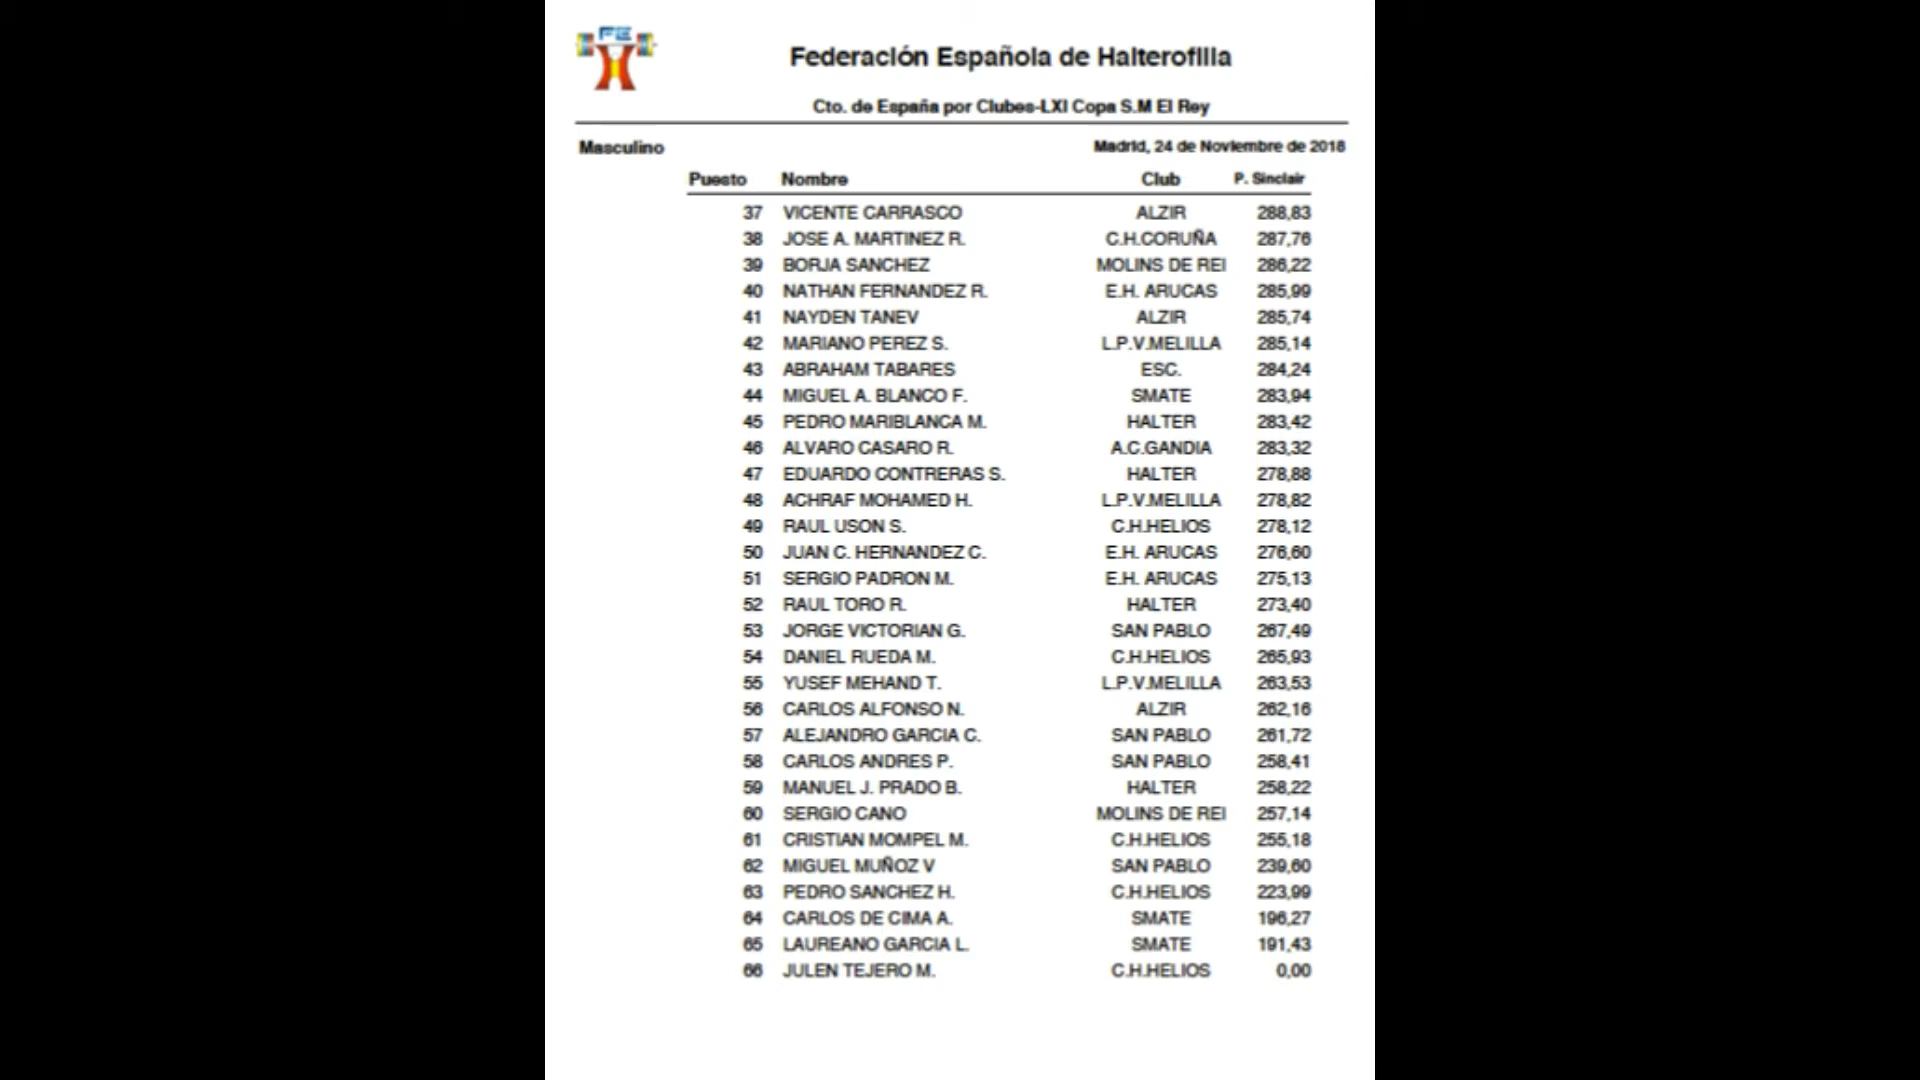 FE
Federación Española de Halterofilia
Cto. de España por Clubes-LXI Copa S.M El Rey
Masculino Madrid, 24 de Noviembre de 2018
Puesto Nombre Club P. Sinclair
37 VICENTE CARRASCO ALZIR 288,83
38 JOSE A. MARTINEZ R. C.H.CORUÑA 287,76
39 BORJA SANCHEZ MOLINS DE REI 286,22
40 NATHAN FERNANDEZ R. E.H. ARUCAS 285,99
41 NAYDEN TANEV ALZIR 285,74
42 MARIANO PEREZ S. L.P.V.MELILLA 285,14
43 ABRAHAM TABARES ESC. 284,24
44 MIGUEL A. BLANCO F. SMATE 283,94
45 PEDRO MARIBLANCA M. HALTER 283,42
46 ALVARO CASARO R. A.C.GANDIA 283,32
47 EDUARDO CONTRERAS S. HALTER 278,88
48 ACHRAF MOHAMED H. L.P.V.MELILLA 278,82
49 RAUL USON S. C.H.HELIOS 278,12
50 JUAN C. HERNANDEZ C. E.H. ARUCAS 276,60
51 SERGIO PADRON M. E.H. ARUCAS 275,13
52 RAUL TORO R. HALTER 273,40
53 JORGE VICTORIAN G. SAN PABLO 267,49
54 DANIEL RUEDA M. C.H.HELIOS 265,93
55 YUSEF MEHAND T. L.P.V.MELILLA 263,53
56 CARLOS ALFONSO N. ALZIR 262,16
57 ALEJANDRO GARCIA C. SAN PABLO 261,72
58 CARLOS ANDRES P. SAN PABLO 258,41
59 MANUEL J. PRADO B. HALTER 258,22
60 SERGIO CANO MOLINS DE REI 257,14
61 CRISTIAN MOMPEL M. C.H.HELIOS 255,18
62 MIGUEL MUÑOZ V SAN PABLO 239,60
63 PEDRO SANCHEZ H. C.H.HELIOS 223,99
64 CARLOS DE CIMA A. SMATE 196,27
65 LAUREANO GARCIA L. SMATE 191,43
66 JULEN TEJERO M. C.H.HELIOS 0,00